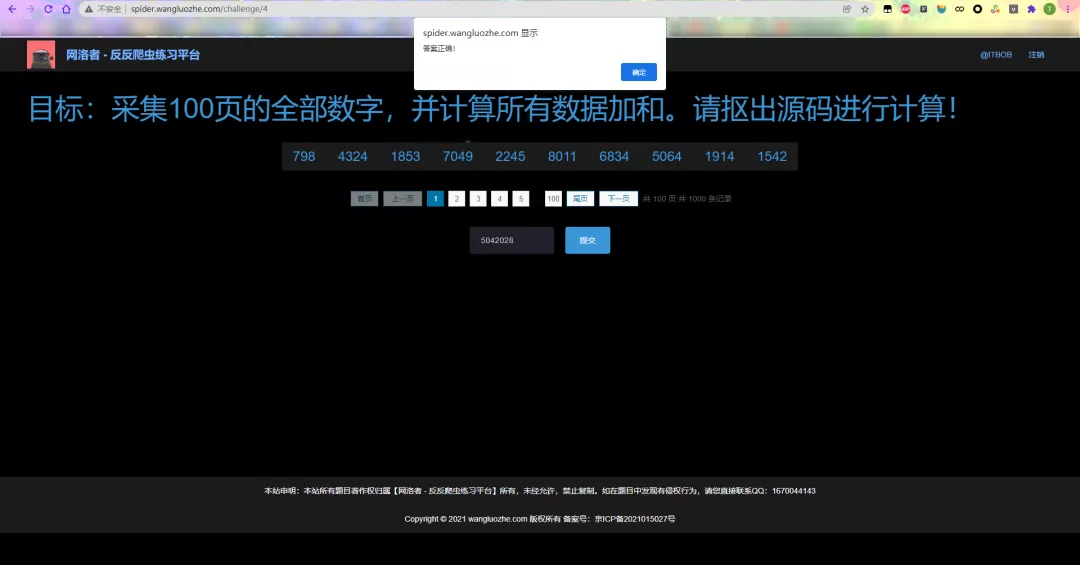 不安全 spider.wangluozhe.com/challenge/4
spider.wangluozhe.com 显示
答案正确!
确定
网洛者 - 反反爬虫练习平台
@ITBOB 注销
目标：采集100页的全部数字，并计算所有数据加和。请抠出源码进行计算！
798 4324 1853 7049 2245 8011 6834 5064 1914 1542
首页 上一页 1 2 3 4 5 100 尾页 下一页 共 100 页 共 1000 条记录
5042028 提交
本站申明：本站所有题目著作权归属【网洛者 - 反反爬虫练习平台】所有，未经允许，禁止复制。如在题目中发现有侵权行为，请您直接联系QQ：1670044143
Copyright © 2021 wangluozhe.com 版权所有 备案号：京ICP备2021015027号